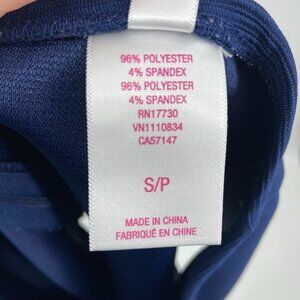 96% POLYESTER
4% SPANDEX
96% POLYESTER
4% SPANDEX
RN17730
VN1110834
CA57147
S/P
MADE IN CHINA
FABRIQUÉ EN CHINE